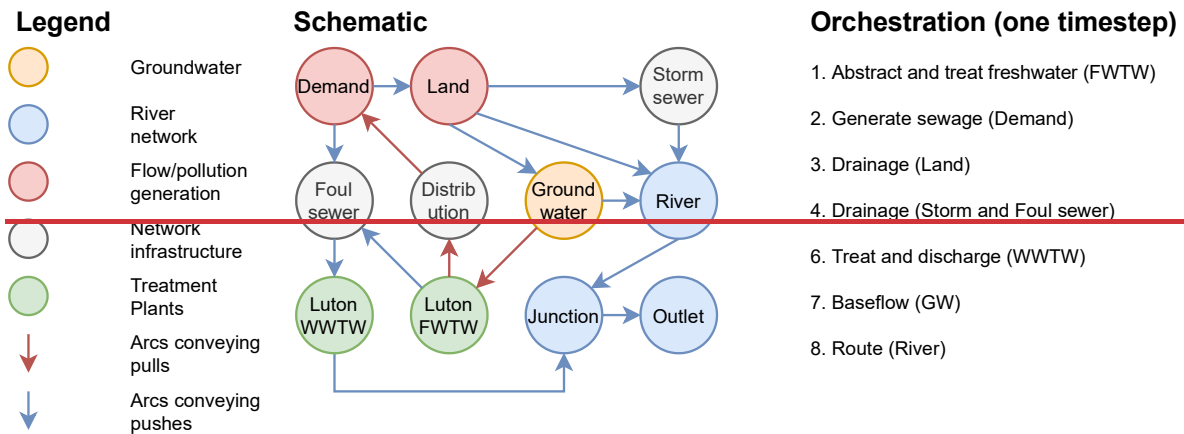 Legend
Groundwater
River
network
Flow/pollution
generation
Network
infrastructure
Treatment
Plants
Arcs conveying
pulls
Arcs conveying
pushes
Schematic
Demand
Land
Storm
sewer
Foul
sewer
Distrib
ution
Ground
water
River
Luton
WWTW
Luton
FWTW
Junction
Outlet
Orchestration (one timestep)
1. Abstract and treat freshwater (FWTW)
2. Generate sewage (Demand)
3. Drainage (Land)
4. Drainage (Storm and Foul sewer)
6. Treat and discharge (WWTW)
7. Baseflow (GW)
8. Route (River)